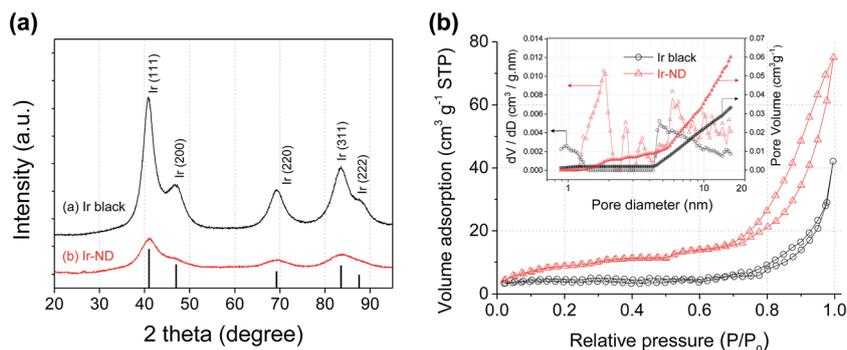 (a)
Intensity (a.u.)
Ir (111)
Ir (200)
Ir (220)
Ir (311)
Ir (222)
(a) Ir black
(b) Ir-ND
20 30 40 50 60 70 80 90
2 theta (degree)
(b)
Volume adsorption (cm³ g⁻¹ STP)
80
60
40
20
0
0.0 0.2 0.4 0.6 0.8 1.0
Relative pressure (P/P₀)
dV / dD (cm³ / g.nm)
0.014
0.012
0.010
0.008
0.006
0.004
0.002
0.000
Ir black
Ir-ND
0.07
0.06
0.05
0.04
0.03
0.02
0.01
0.00
Pore Volume (cm³g⁻¹)
1 10
Pore diameter (nm)